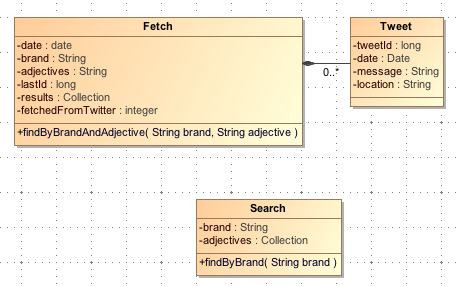 Fetch
-date : date
-brand : String
-adjectives : String
-lastId : long
-results : Collection
-fetchedFromTwitter : integer
+findByBrandAndAdjective( String brand, String adjective )
0..*
Tweet
-tweetId : long
-date : Date
-message : String
-location : String
Search
-brand : String
-adjectives : Collection
+findByBrand( String brand )